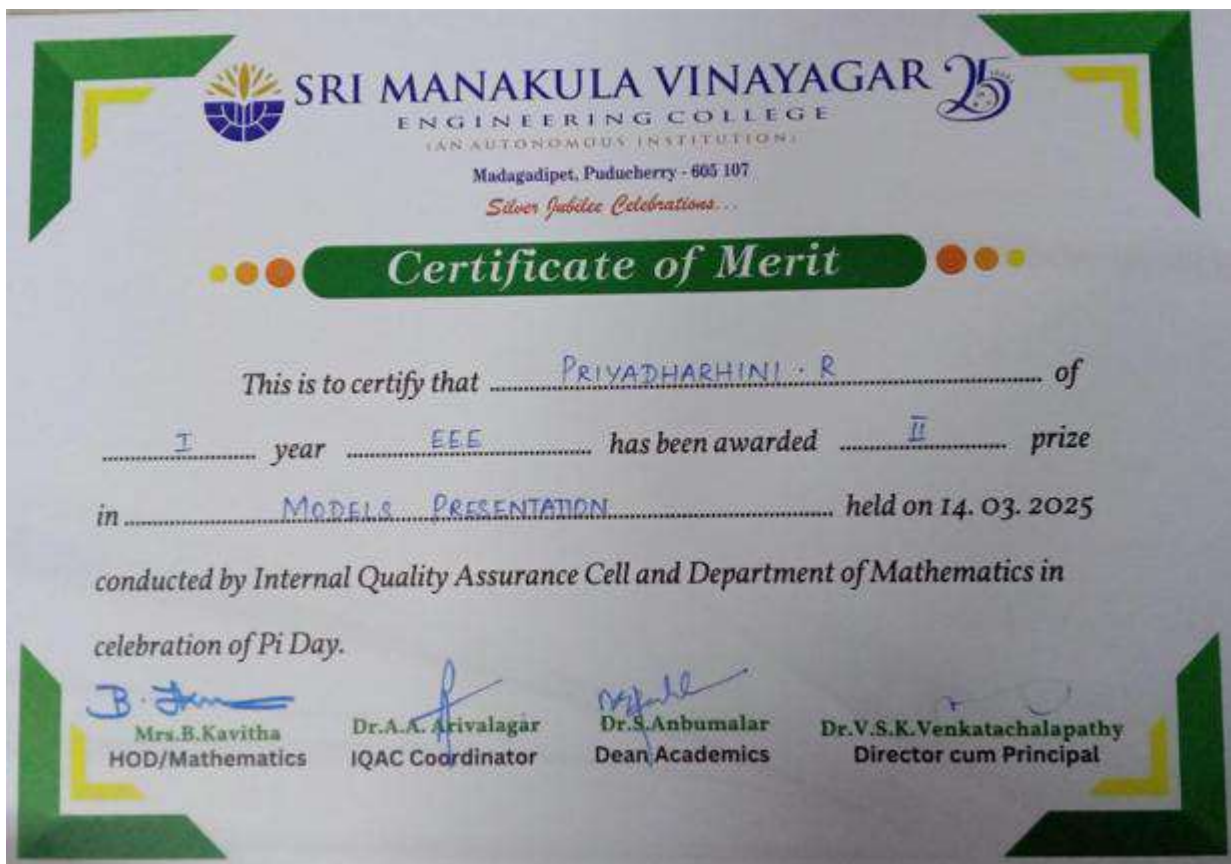 SRI MANAKULA VINAYAGAR 25
ENGINEERING COLLEGE
(AN AUTONOMOUS INSTITUTION)
Madagadipet, Puducherry - 605 107
Silver Jubilee Celebrations...
Certificate of Merit
This is to certify that PRIYADHARHINI . R of
I year EEE has been awarded II prize
in MODELS PRESENTATION held on 14. 03. 2025
conducted by Internal Quality Assurance Cell and Department of Mathematics in
celebration of Pi Day.
Mrs.B.Kavitha Dr.A.A. Arivalagar Dr.S.Anbumalar Dr.V.S.K.Venkatachalapathy
HOD/Mathematics IQAC Coordinator Dean Academics Director cum Principal